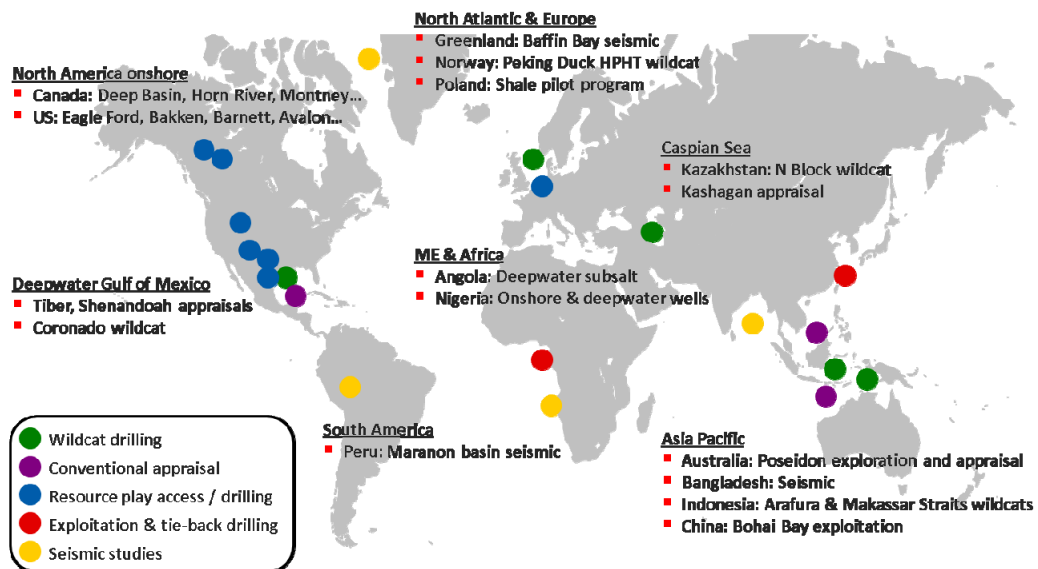 North Atlantic & Europe
Greenland: Baffin Bay seismic
Norway: Peking Duck HPHT wildcat
Poland: Shale pilot program
North America onshore
Canada: Deep Basin, Horn River, Montney...
US: Eagle Ford, Bakken, Barnett, Avalon...
Caspian Sea
Kazakhstan: N Block wildcat
Kashagan appraisal
ME & Africa
Angola: Deepwater subsalt
Nigeria: Onshore & deepwater wells
Deepwater Gulf of Mexico
Tiber, Shenandoah appraisals
Coronado wildcat
South America
Peru: Maranon basin seismic
Asia Pacific
Australia: Poseidon exploration and appraisal
Bangladesh: Seismic
Indonesia: Arafura & Makassar Straits wildcats
China: Bohai Bay exploitation
Wildcat drilling
Conventional appraisal
Resource play access / drilling
Exploitation & tie-back drilling
Seismic studies